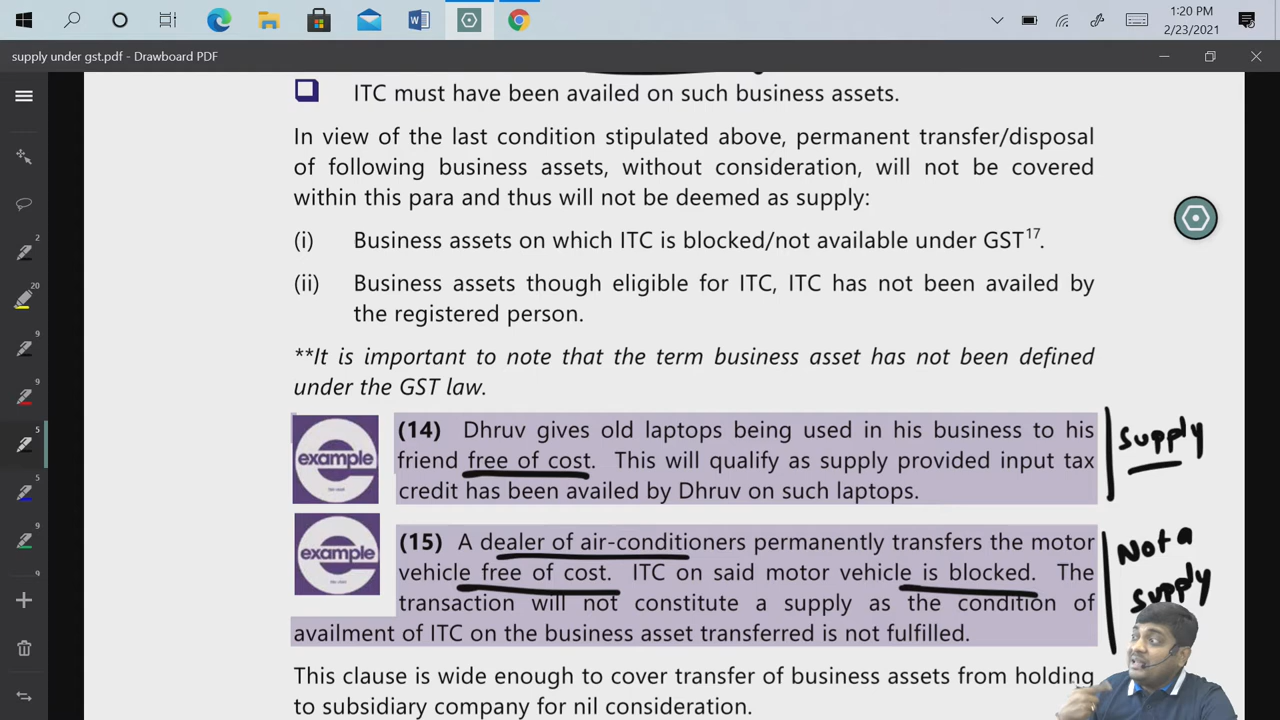 1:20 PM
2/23/2021
supply under gst.pdf - Drawboard PDF
ITC must have been availed on such business assets.
In view of the last condition stipulated above, permanent transfer/disposal
of following business assets, without consideration, will not be covered
within this para and thus will not be deemed as supply:
(i) Business assets on which ITC is blocked/not available under GST17.
(ii) Business assets though eligible for ITC, ITC has not been availed by
the registered person.
**It is important to note that the term business asset has not been defined
under the GST law.
example
(14) Dhruv gives old laptops being used in his business to his
friend free of cost. This will qualify as supply provided input tax
credit has been availed by Dhruv on such laptops.
Supply
example
(15) A dealer of air-conditioners permanently transfers the motor
vehicle free of cost. ITC on said motor vehicle is blocked. The
transaction will not constitute a supply as the condition of
availment of ITC on the business asset transferred is not fulfilled.
Not a
supply
This clause is wide enough to cover transfer of business assets from holding
to subsidiary company for nil consideration.
2
20
9
9
5
5
9
9